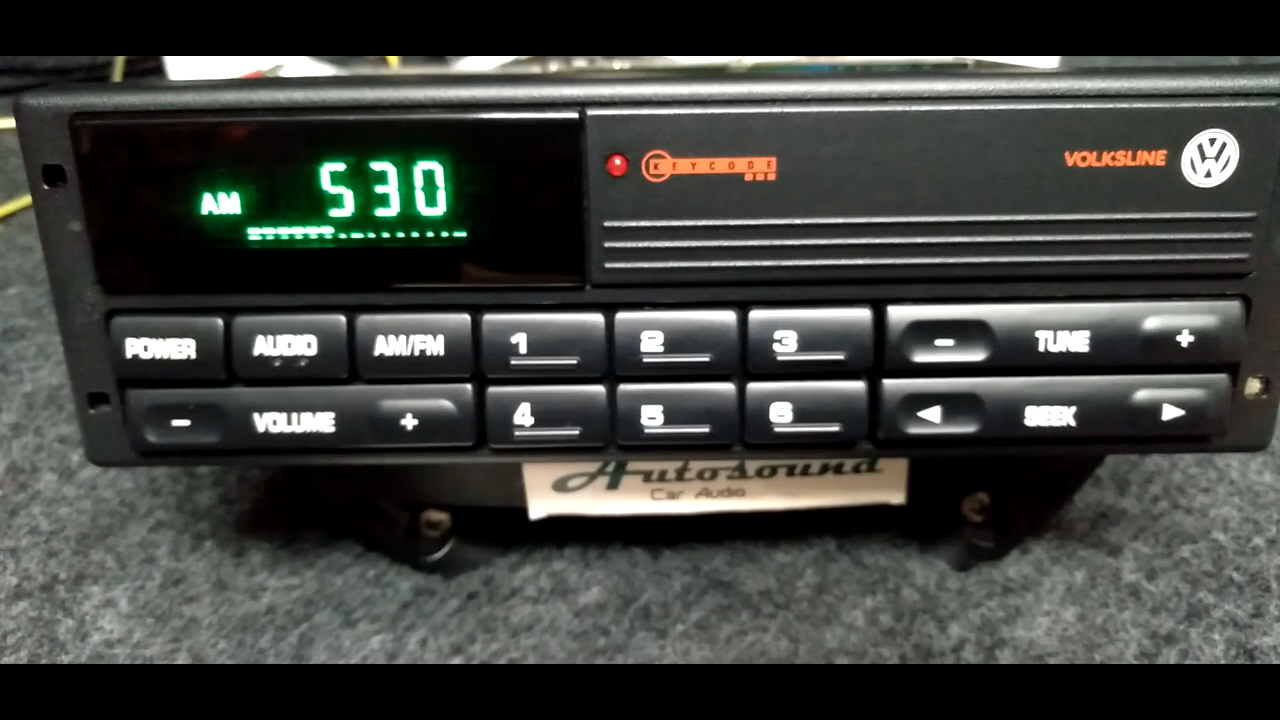 AM 530
KEYCODE
VOLKSLINE
POWER AUDIO AM/FM 1 2 3 - TUNE +
- VOLUME + 4 5 6 ◄ SEEK ►
Autosound
Car Audio